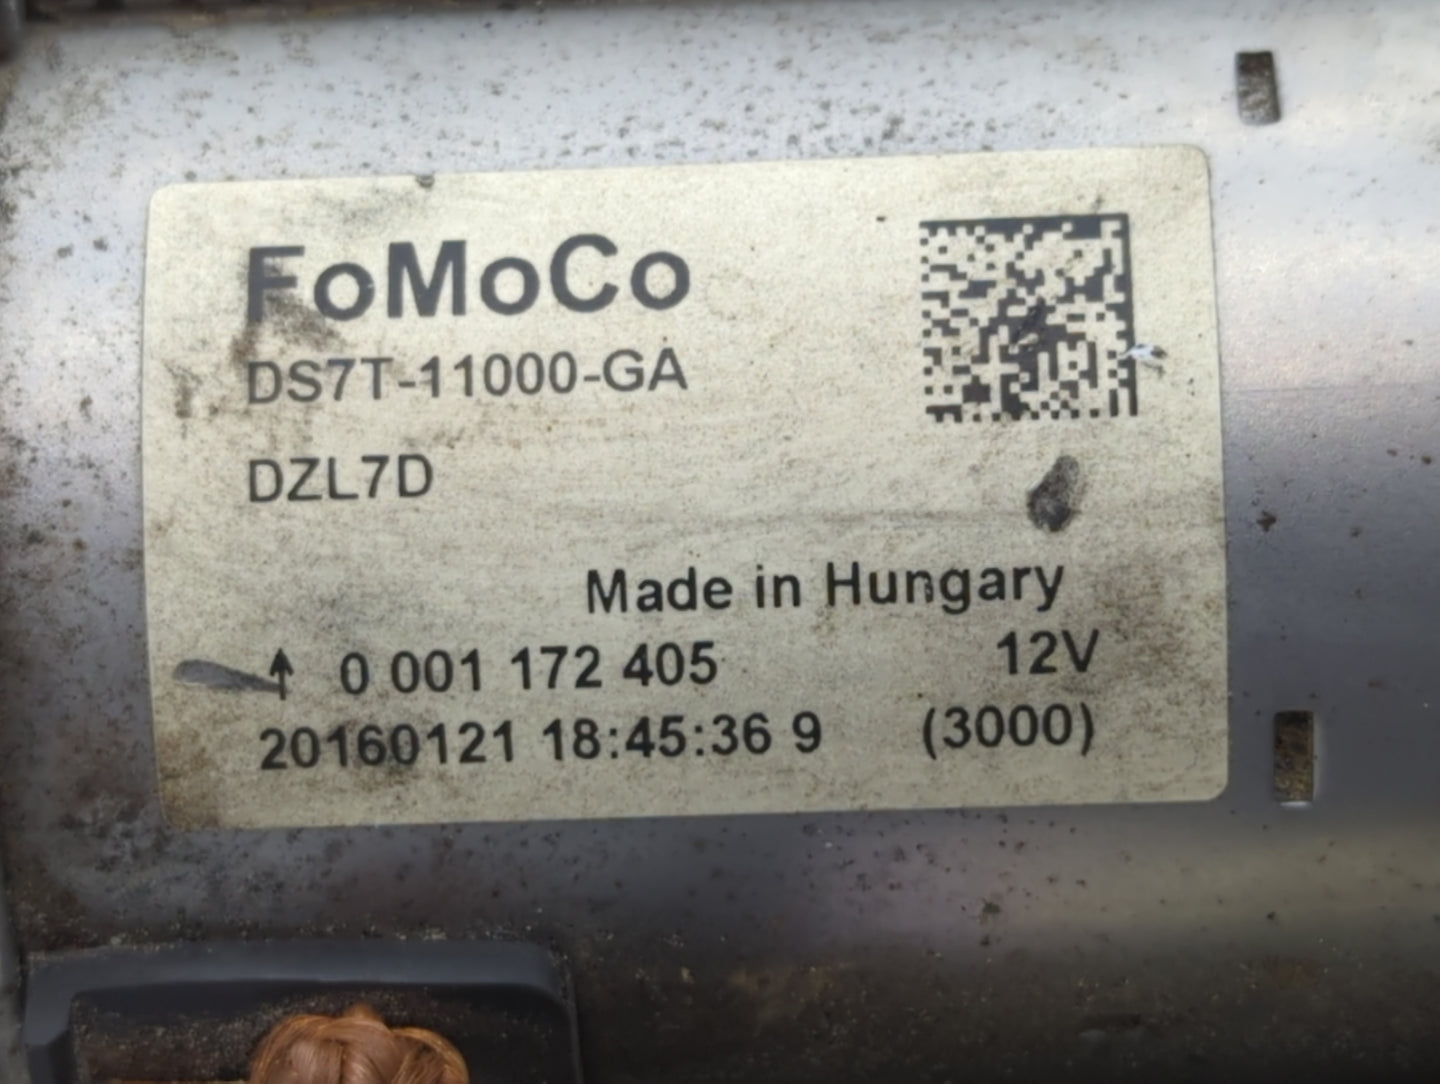 FoMoCo
DS7T-11000-GA
DZL7D
Made in Hungary
↑ 0 001 172 405 12V
20160121 18:45:36 9 (3000)